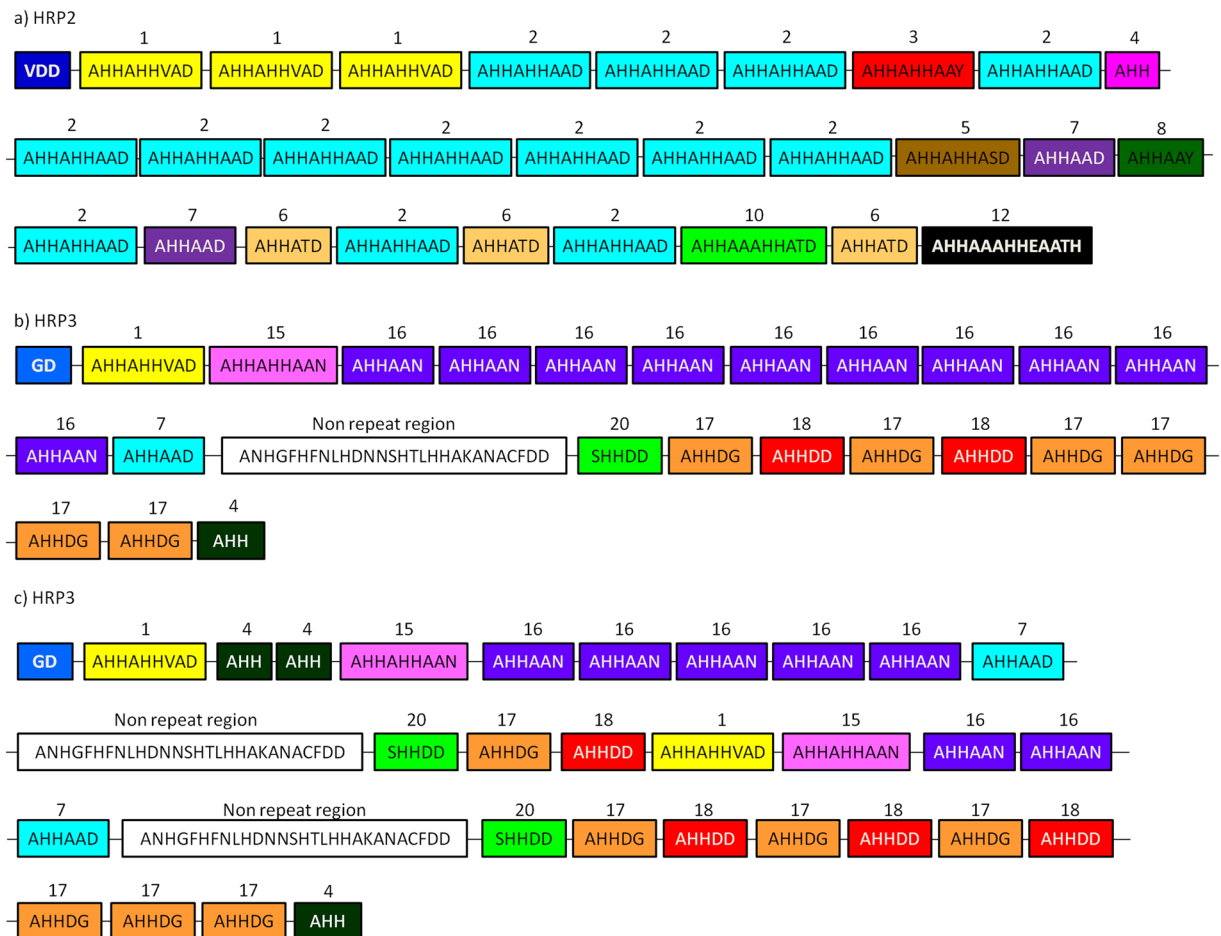 a) HRP2
1 1 1 2 2 2 3 2 4
VDD AHHAHHVAD AHHAHHVAD AHHAHHVAD AHHAHHAAD AHHAHHAAD AHHAHHAAD AHHAHHAAY AHHAHHAAD AHH
2 2 2 2 2 2 2 5 7 8
AHHAHHAAD AHHAHHAAD AHHAHHAAD AHHAHHAAD AHHAHHAAD AHHAHHAAD AHHAHHAAD AHHAHHASD AHHAAD AHHAAY
2 7 6 2 6 2 10 6 12
AHHAHHAAD AHHAAD AHHATD AHHAHHAAD AHHATD AHHAHHAAD AHHAAAHHATD AHHATD AHHAAAHHEAATH
b) HRP3
1 15 16 16 16 16 16 16 16 16 16
GD AHHAHHVAD AHHAHHAAN AHHAAN AHHAAN AHHAAN AHHAAN AHHAAN AHHAAN AHHAAN AHHAAN AHHAAN
16 7 Non repeat region 20 17 18 17 18 17 17
AHHAAN AHHAAD ANHGFHFNLHDNNSHTLHHAKANACFDD SHHDD AHHDG AHHDD AHHDG AHHDD AHHDG AHHDG
17 17 4
AHHDG AHHDG AHH
c) HRP3
1 4 4 15 16 16 16 16 16 7
GD AHHAHHVAD AHH AHH AHHAHHAAN AHHAAN AHHAAN AHHAAN AHHAAN AHHAAN AHHAAD
Non repeat region 20 17 18 1 15 16 16
ANHGFHFNLHDNNSHTLHHAKANACFDD SHHDD AHHDG AHHDD AHHAHHVAD AHHAHHAAN AHHAAN AHHAAN
7 Non repeat region 20 17 18 17 18 17 18
AHHAAD ANHGFHFNLHDNNSHTLHHAKANACFDD SHHDD AHHDG AHHDD AHHDG AHHDD AHHDG AHHDD
17 17 17 4
AHHDG AHHDG AHHDG AHH